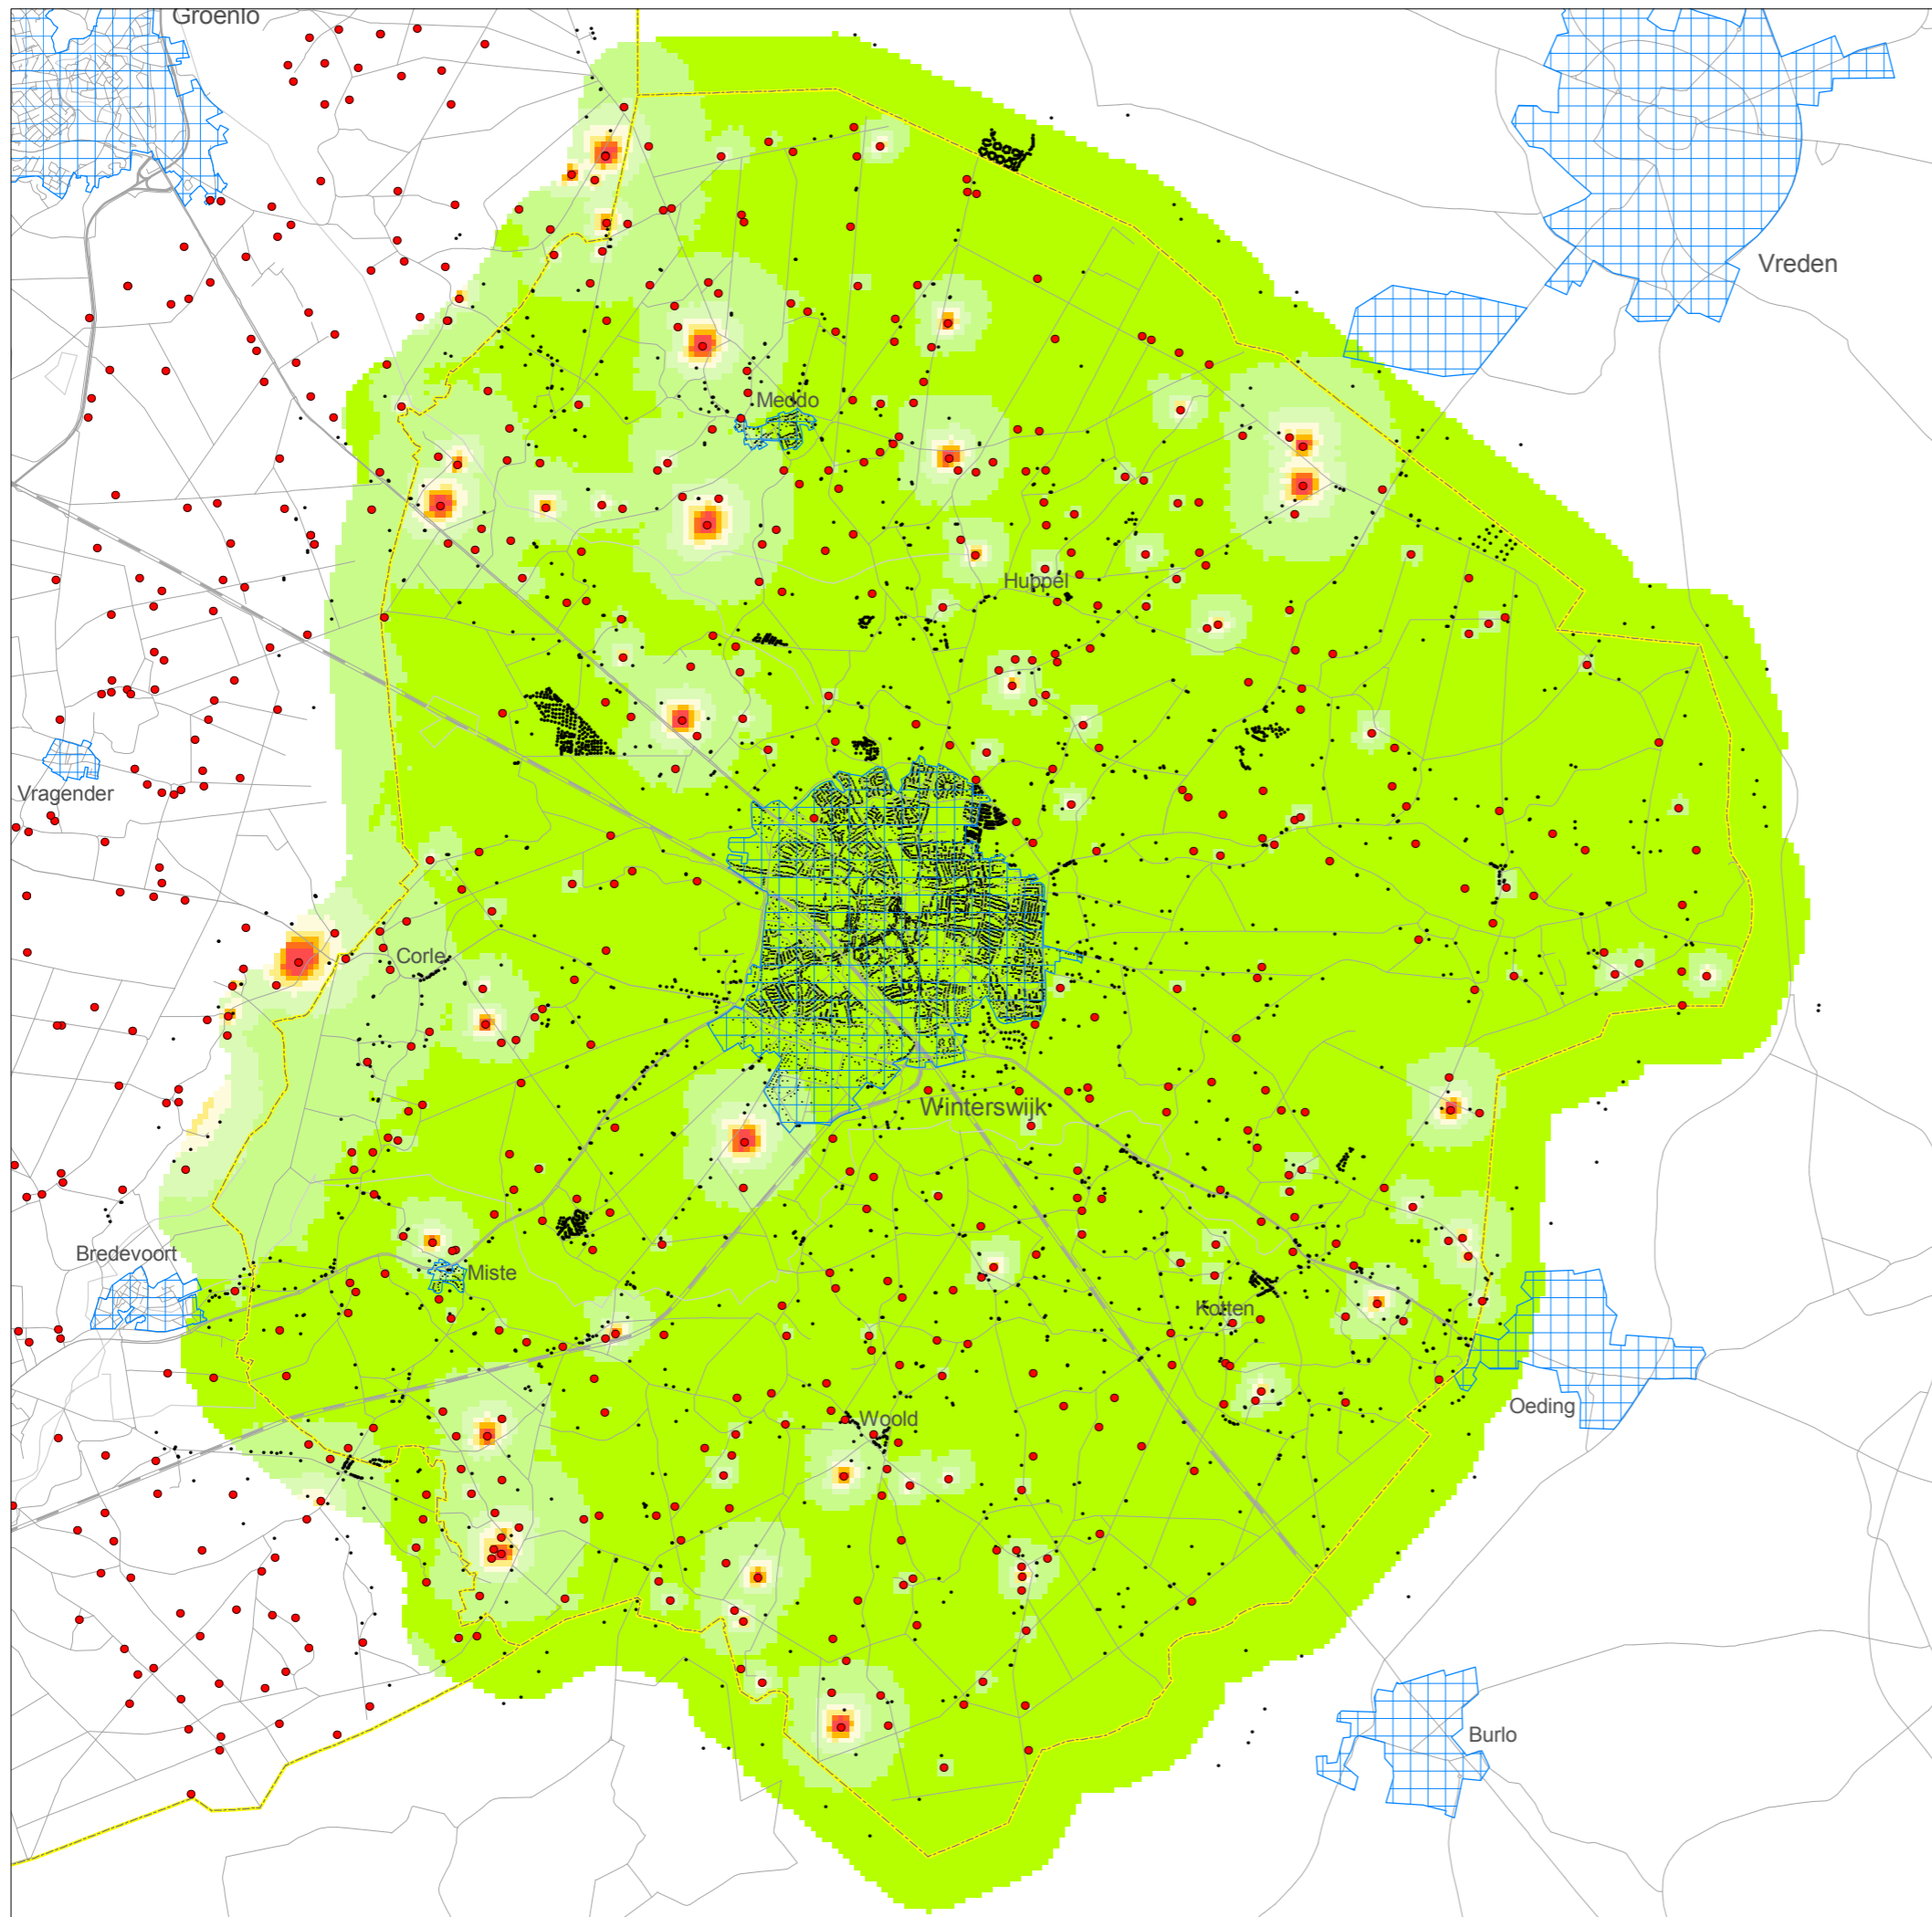 Groenlo
Vreden
Meddo
Huppel
Vragender
Corle
Winterswijk
Bredevoort
Miste
Kotten
Oeding
Woold
Burlo